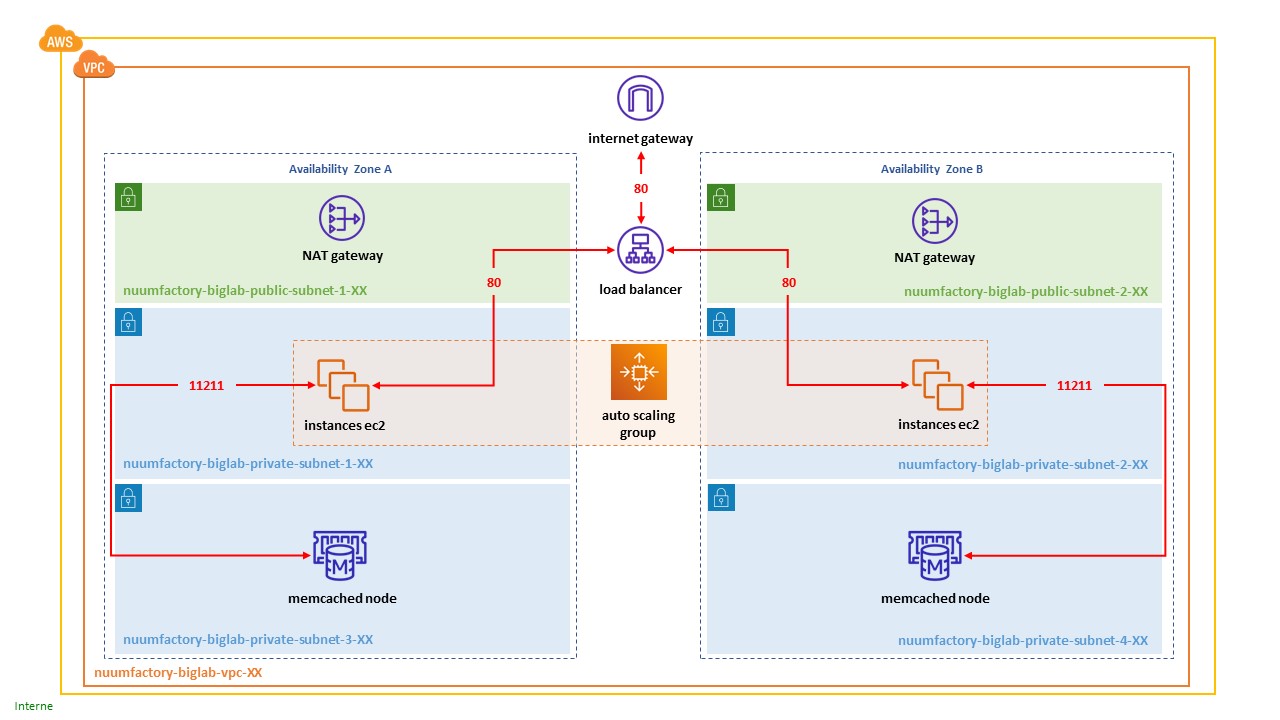 AWS
VPC
internet gateway
80
Availability Zone A
Availability Zone B
NAT gateway
NAT gateway
load balancer
80
80
nuumfactory-biglab-public-subnet-1-XX
nuumfactory-biglab-public-subnet-2-XX
11211
11211
instances ec2
auto scaling
group
instances ec2
nuumfactory-biglab-private-subnet-1-XX
nuumfactory-biglab-private-subnet-2-XX
M
M
memcached node
memcached node
nuumfactory-biglab-private-subnet-3-XX
nuumfactory-biglab-private-subnet-4-XX
nuumfactory-biglab-vpc-XX
Interne